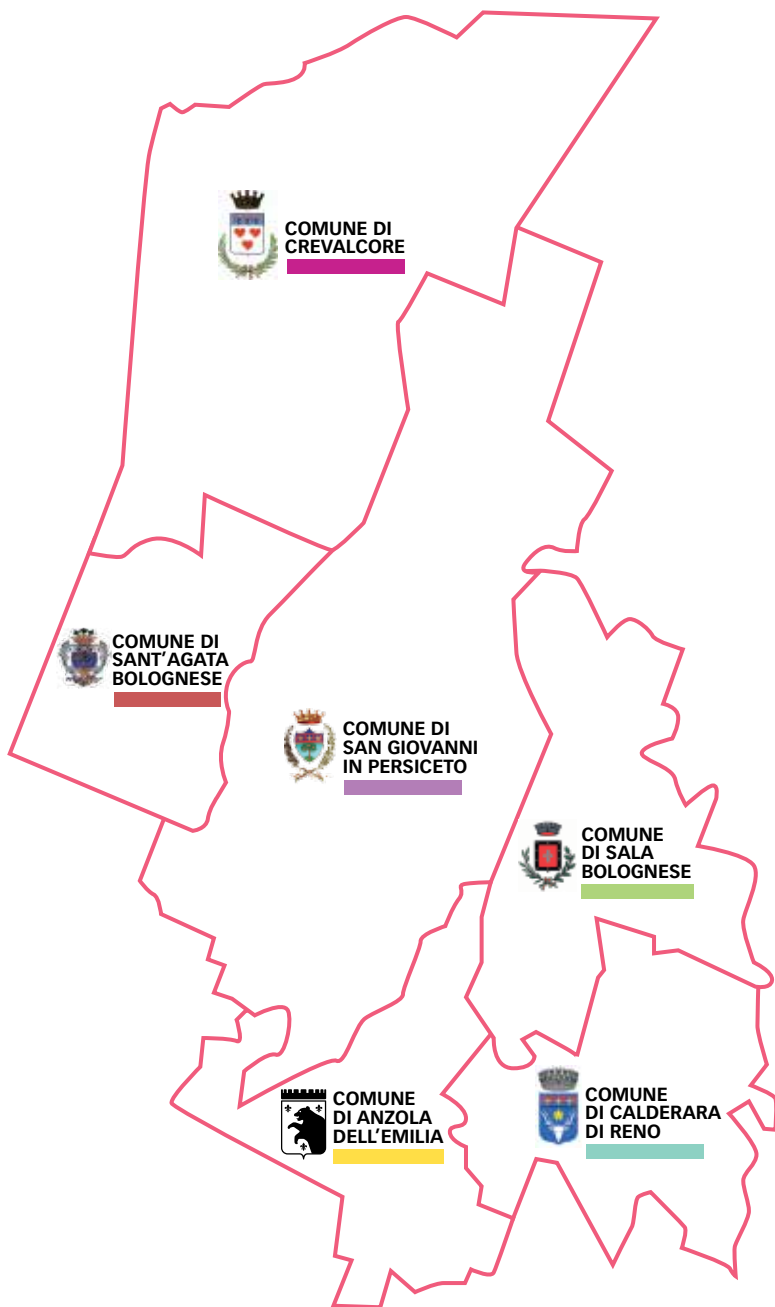 COMUNE DI
CREVALCORE
COMUNE DI
SANT'AGATA
BOLOGNESE
COMUNE DI
SAN GIOVANNI
IN PERSICETO
COMUNE
DI SALA
BOLOGNESE
COMUNE
DI ANZOLA
DELL'EMILIA
COMUNE
DI CALDERARA
DI RENO